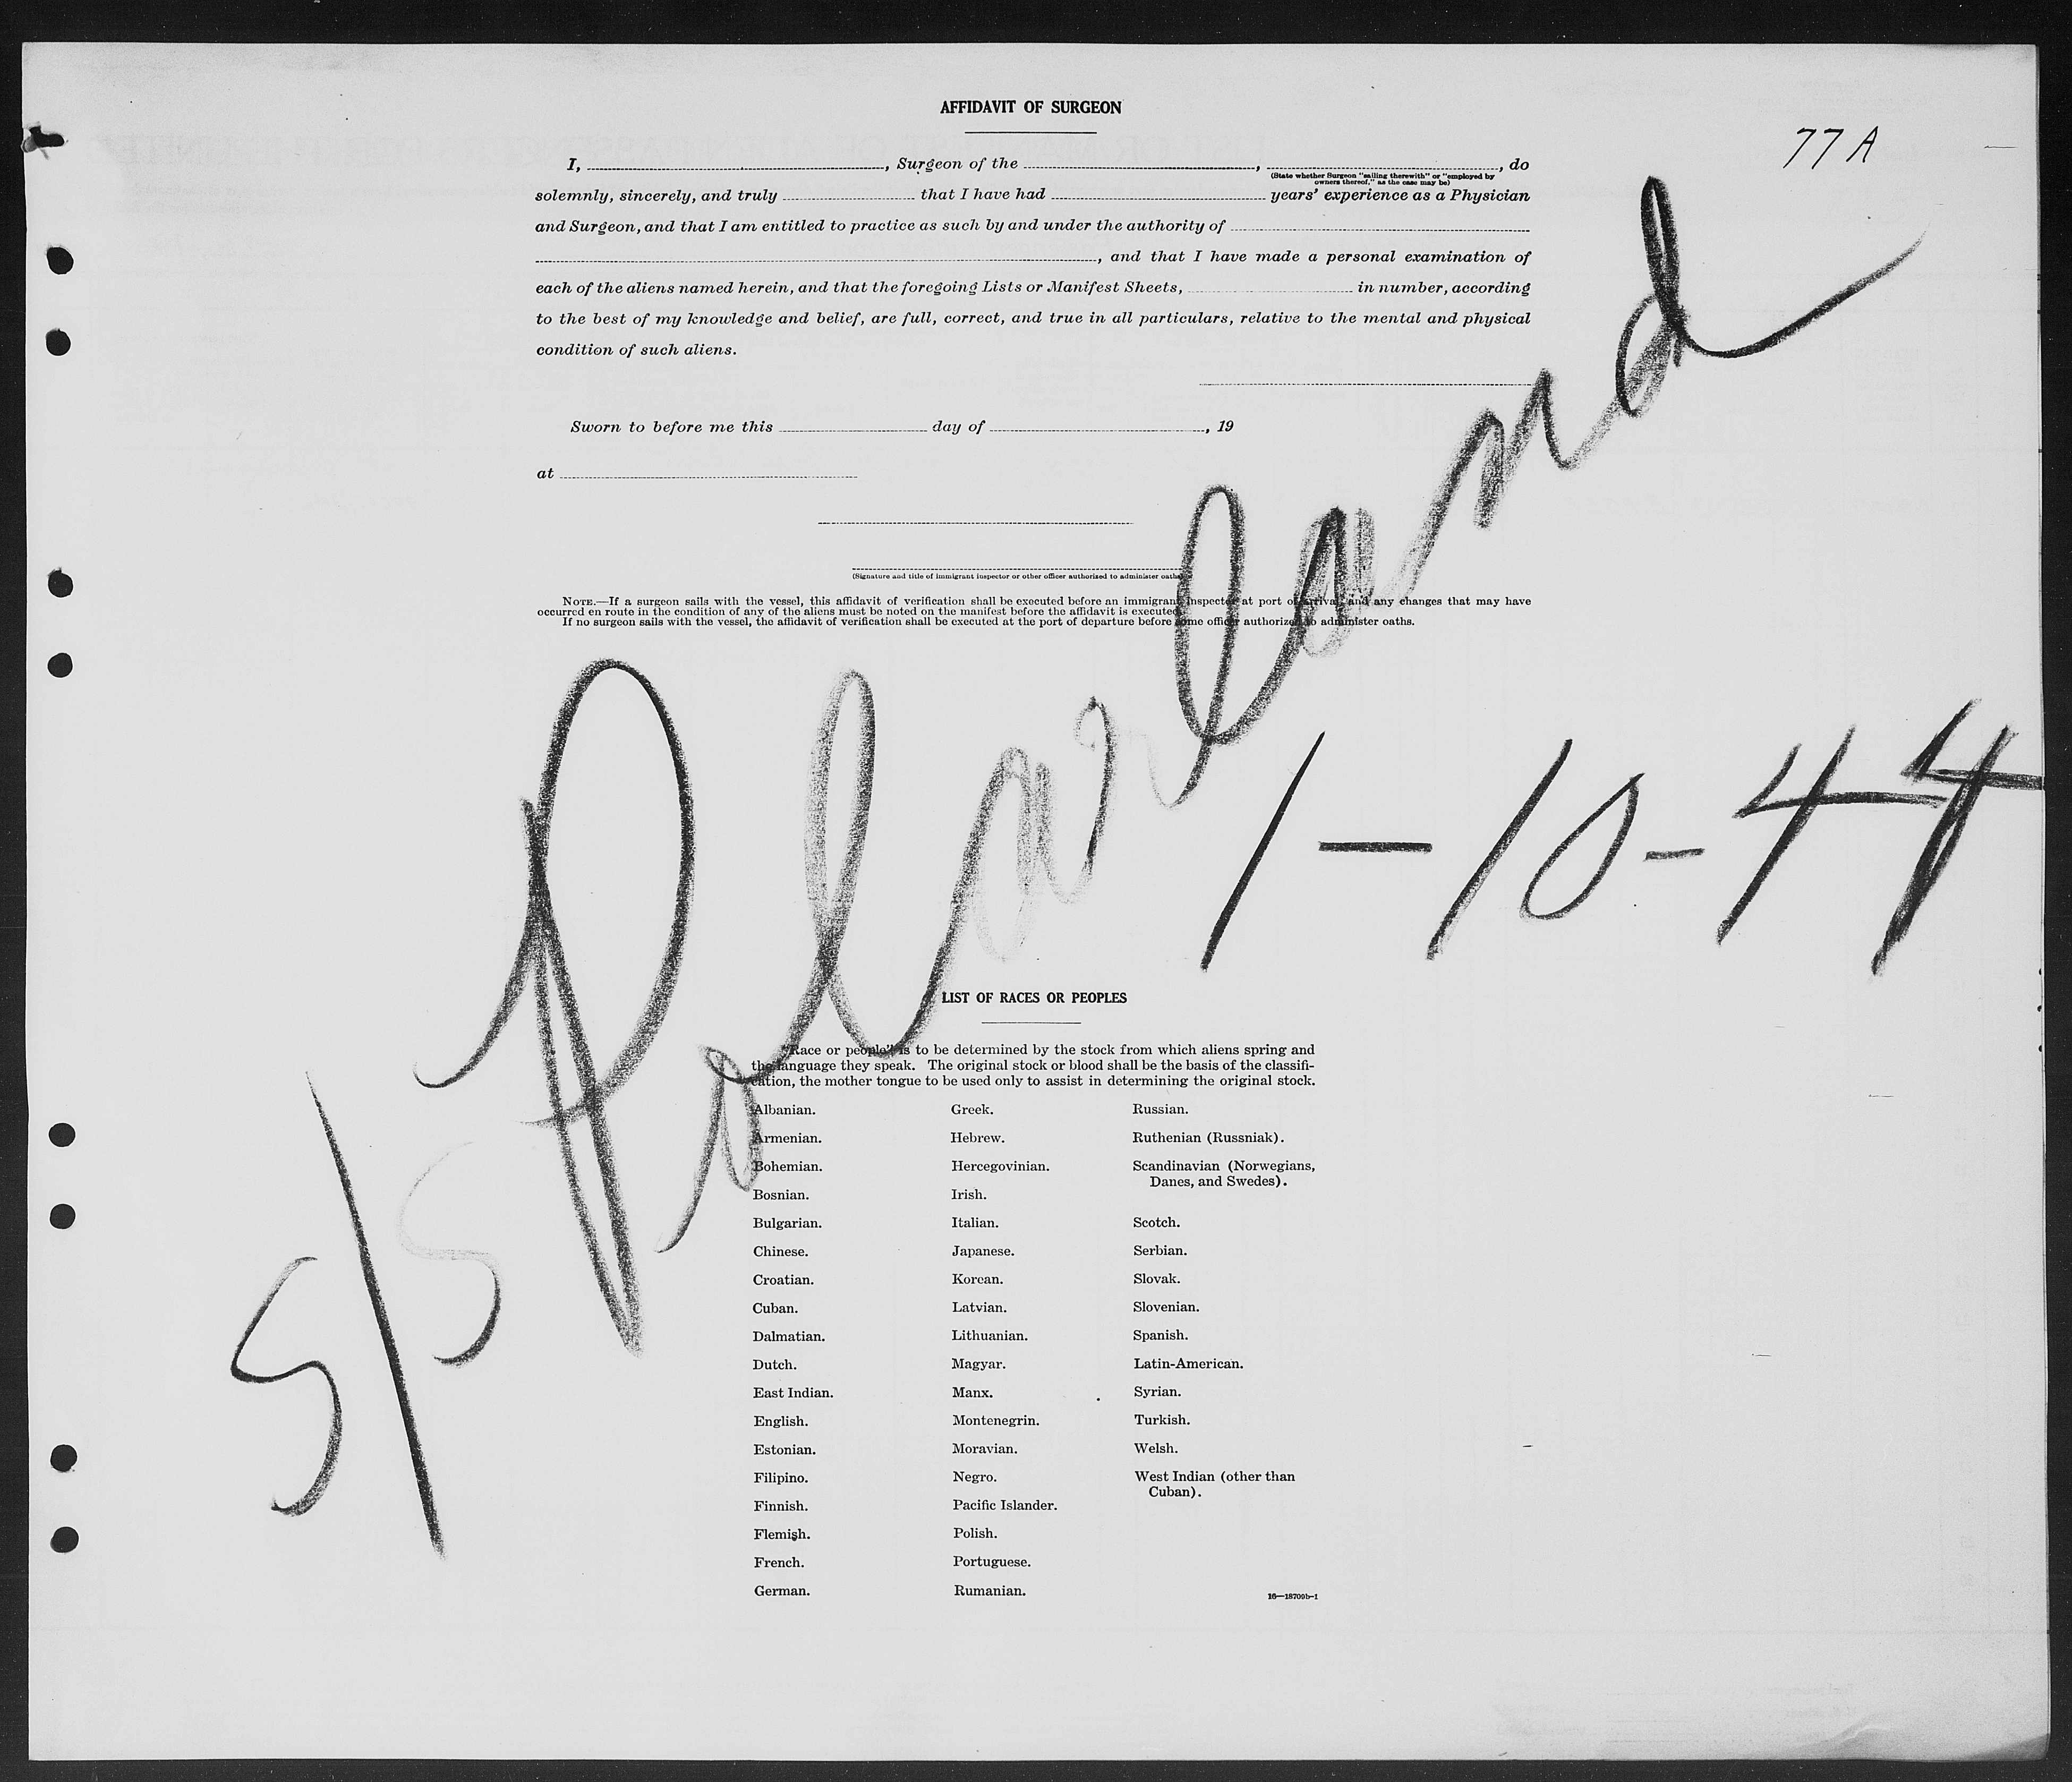 AFFIDAVIT OF SURGEON
77 A
I, , Surgeon of the , , do
(State whether Surgeon "sailing therewith" or "employed by
owners thereof," as the case may be)
solemnly, sincerely, and truly that I have had years' experience as a Physician
and Surgeon, and that I am entitled to practice as such by and under the authority of
, and that I have made a personal examination of
each of the aliens named herein, and that the foregoing Lists or Manifest Sheets, in number, according
to the best of my knowledge and belief, are full, correct, and true in all particulars, relative to the mental and physical
condition of such aliens.
Sworn to before me this day of , 19
at
(Signature and title of immigrant inspector or other officer authorized to administer oaths)
NOTE.—If a surgeon sails with the vessel, this affidavit of verification shall be executed before an immigrant inspector at port of arrival, and any changes that may have
occurred en route in the condition of any of the aliens must be noted on the manifest before the affidavit is executed.
If no surgeon sails with the vessel, the affidavit of verification shall be executed at the port of departure before some officer authorized to administer oaths.
S/S Polarland
1-10-44
LIST OF RACES OR PEOPLES
"Race or people" is to be determined by the stock from which aliens spring and
the language they speak. The original stock or blood shall be the basis of the classifi-
cation, the mother tongue to be used only to assist in determining the original stock.
Albanian.
Armenian.
Bohemian.
Bosnian.
Bulgarian.
Chinese.
Croatian.
Cuban.
Dalmatian.
Dutch.
East Indian.
English.
Estonian.
Filipino.
Finnish.
Flemish.
French.
German.
Greek.
Hebrew.
Hercegovinian.
Irish.
Italian.
Japanese.
Korean.
Latvian.
Lithuanian.
Magyar.
Manx.
Montenegrin.
Moravian.
Negro.
Pacific Islander.
Polish.
Portuguese.
Rumanian.
Russian.
Ruthenian (Russniak).
Scandinavian (Norwegians,
Danes, and Swedes).
Scotch.
Serbian.
Slovak.
Slovenian.
Spanish.
Latin-American.
Syrian.
Turkish.
Welsh.
West Indian (other than
Cuban).
16—18709b-1